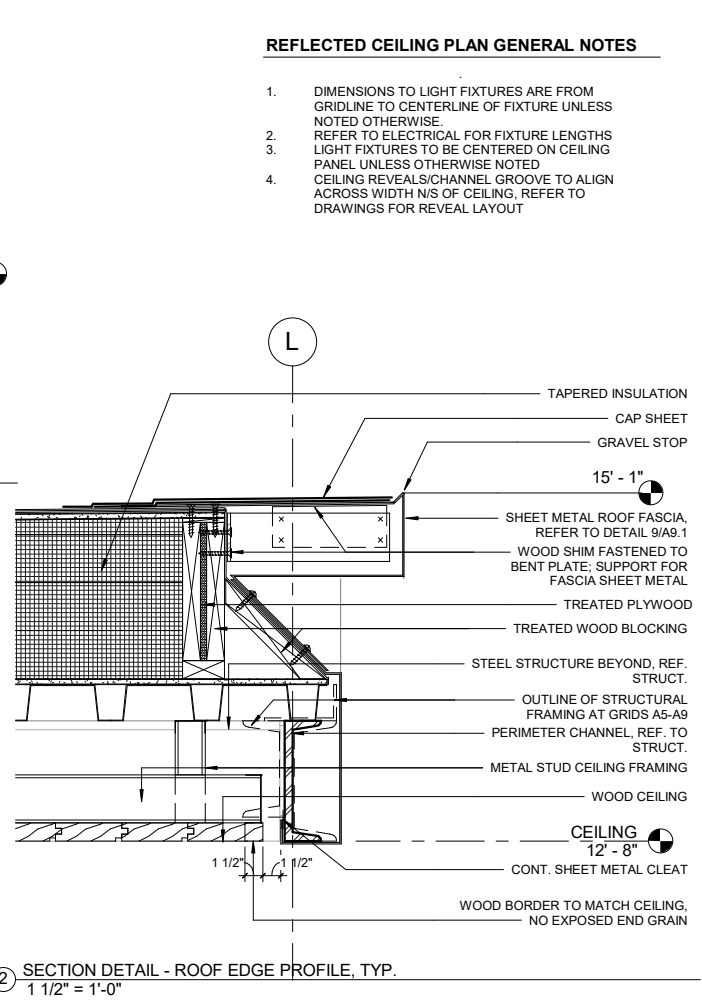 REFLECTED CEILING PLAN GENERAL NOTES
1. DIMENSIONS TO LIGHT FIXTURES ARE FROM
GRIDLINE TO CENTERLINE OF FIXTURE UNLESS
NOTED OTHERWISE.
2. REFER TO ELECTRICAL FOR FIXTURE LENGTHS
3. LIGHT FIXTURES TO BE CENTERED ON CEILING
PANEL UNLESS OTHERWISE NOTED
4. CEILING REVEALS/CHANNEL GROOVE TO ALIGN
ACROSS WIDTH N/S OF CEILING, REFER TO
DRAWINGS FOR REVEAL LAYOUT
L
TAPERED INSULATION
CAP SHEET
GRAVEL STOP
15' - 1"
SHEET METAL ROOF FASCIA,
REFER TO DETAIL 9/A9.1
WOOD SHIM FASTENED TO
BENT PLATE; SUPPORT FOR
FASCIA SHEET METAL
TREATED PLYWOOD
TREATED WOOD BLOCKING
STEEL STRUCTURE BEYOND, REF.
STRUCT.
OUTLINE OF STRUCTURAL
FRAMING AT GRIDS A5-A9
PERIMETER CHANNEL, REF. TO
STRUCT.
METAL STUD CEILING FRAMING
WOOD CEILING
CEILING
12' - 8"
1 1/2" 1 1/2"
CONT. SHEET METAL CLEAT
WOOD BORDER TO MATCH CEILING,
NO EXPOSED END GRAIN
2 SECTION DETAIL - ROOF EDGE PROFILE, TYP.
1 1/2" = 1'-0"